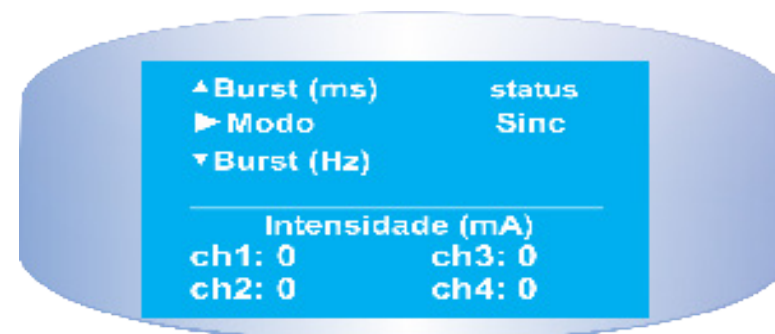 ▲Burst (ms) status
►Modo Sinc
▼Burst (Hz)
Intensidade (mA)
ch1: 0 ch3: 0
ch2: 0 ch4: 0